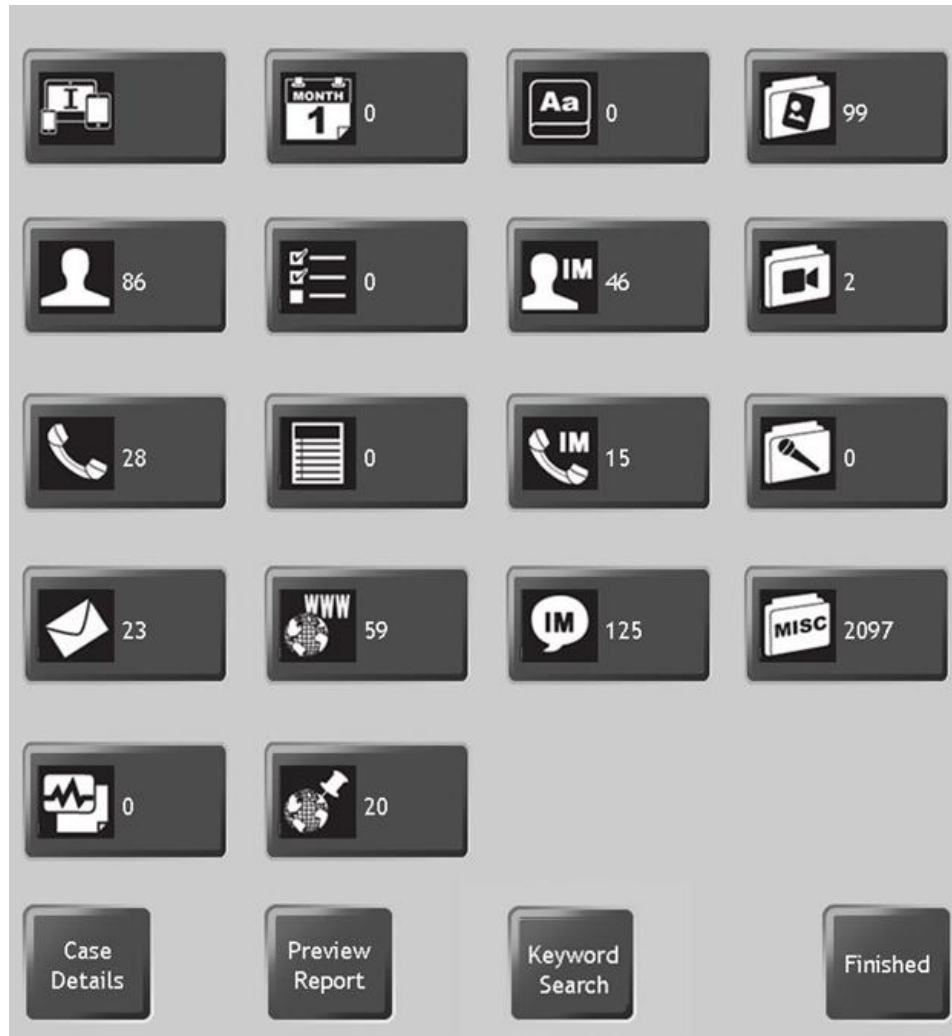 I
MONTH
1
0
Aa
0
99
86
0
IM
46
2
28
0
IM
15
0
23
WWW
59
IM
125
MISC
2097
0
20
Case
Details
Preview
Report
Keyword
Search
Finished